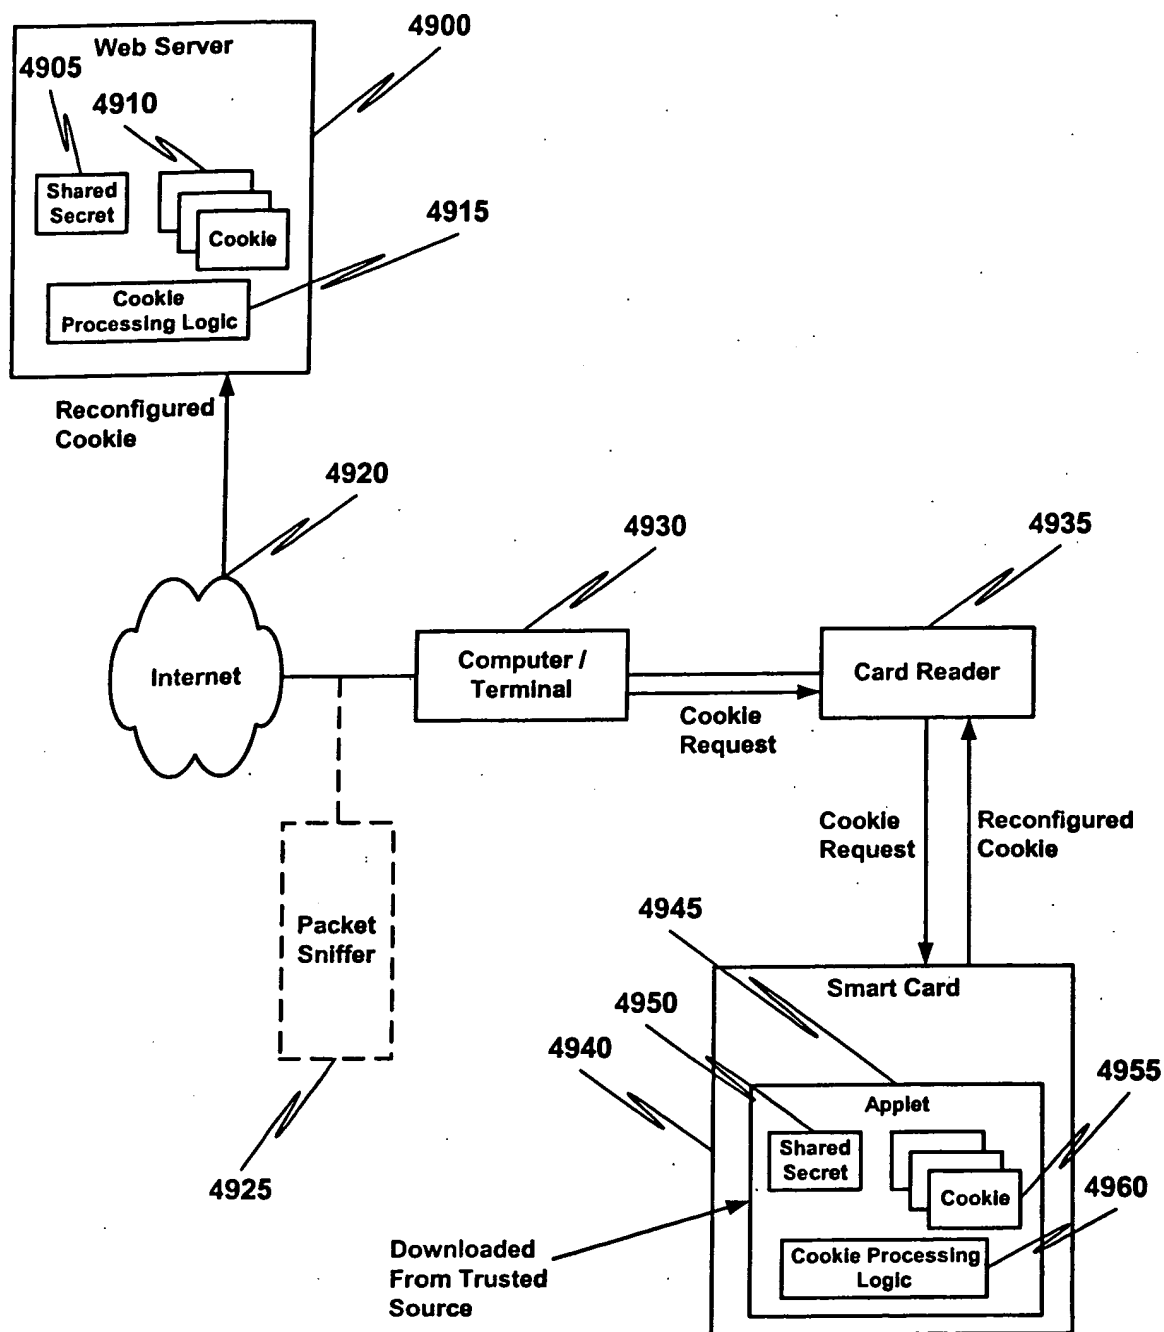 4900
Web Server
4905
4910
Shared
Secret
Cookie
4915
Cookie
Processing Logic
Reconfigured
Cookie
4920
4930
4935
Internet
Computer /
Terminal
Card Reader
Cookie
Request
Cookie
Request
Reconfigured
Cookie
Packet
Sniffer
4925
4945
4950
4940
Smart Card
4955
Applet
Shared
Secret
Cookie
4960
Cookie Processing
Logic
Downloaded
From Trusted
Source